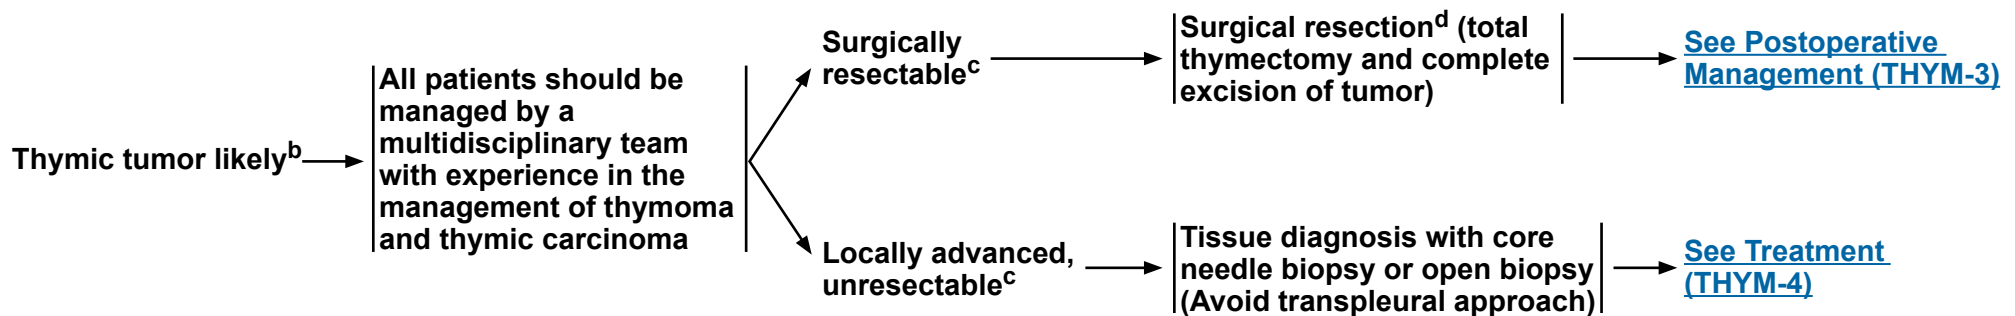 Thymic tumor likely^b
All patients should be
managed by a
multidisciplinary team
with experience in the
management of thymoma
and thymic carcinoma
Surgically
resectable^c
Surgical resection^d (total
thymectomy and complete
excision of tumor)
See Postoperative
Management (THYM-3)
Locally advanced,
unresectable^c
Tissue diagnosis with core
needle biopsy or open biopsy
(Avoid transpleural approach)
See Treatment
(THYM-4)